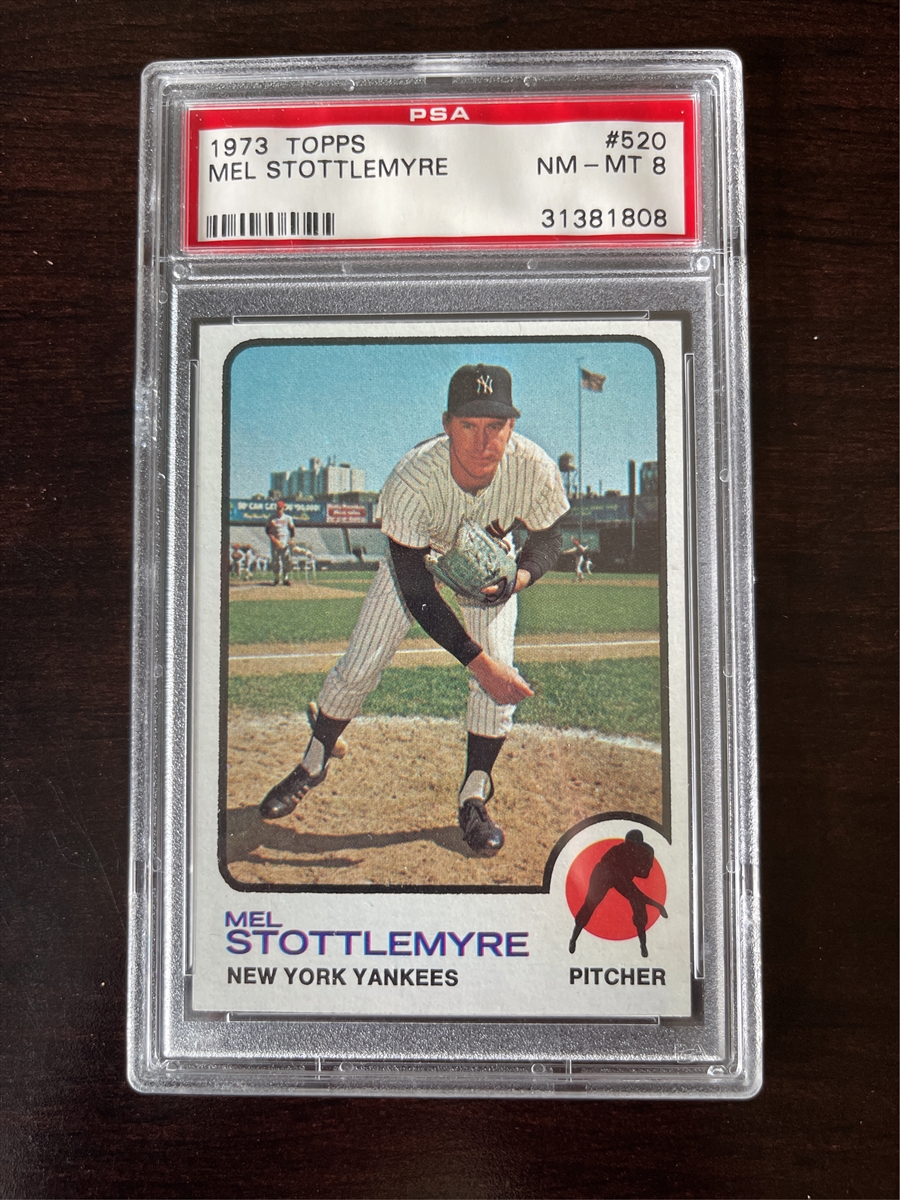 PSA
1973 TOPPS #520
MEL STOTTLEMYRE NM - MT 8
31381808
NY
MEL
STOTTLEMYRE
NEW YORK YANKEES PITCHER